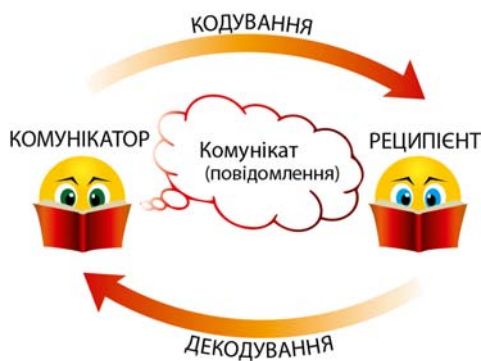 КОДУВАННЯ
КОМУНІКАТОР
Комунікат
(повідомлення)
РЕЦИПІЄНТ
ДЕКОДУВАННЯ